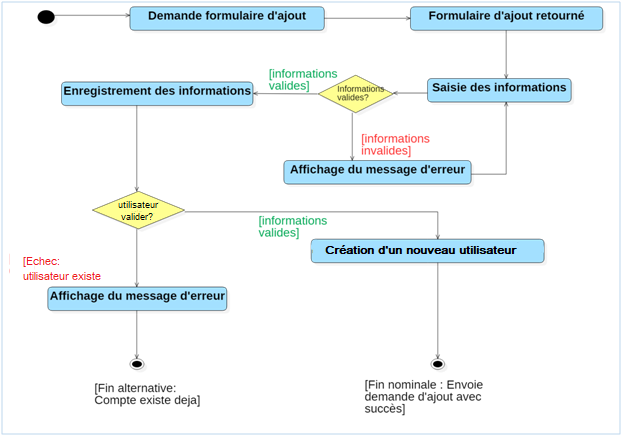 Demande formulaire d'ajout
Formulaire d'ajout retourné
[informations
valides]
Enregistrement des informations
Informations
valides?
Saisie des informations
[informations
invalides]
Affichage du message d'erreur
utilisateur
valider?
[informations
valides]
Création d'un nouveau utilisateur
[Echec:
utilisateur existe
Affichage du message d'erreur
[Fin alternative:
Compte existe deja]
[Fin nominale : Envoie
demande d'ajout avec
succès]